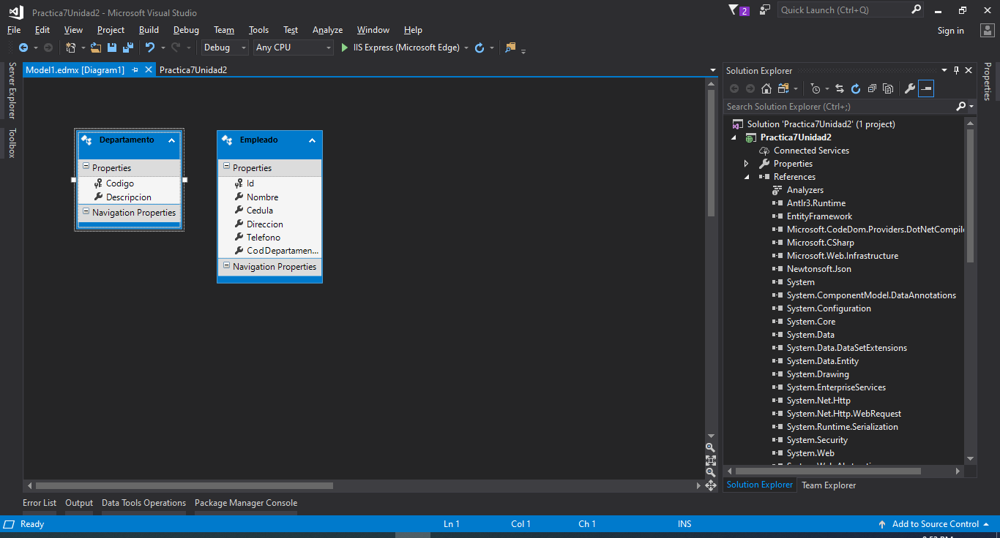 Practica7Unidad2 - Microsoft Visual Studio
2
Quick Launch (Ctrl+Q)
File Edit View Project Build Debug Team Tools Test Analyze Window Help
Sign in
Debug Any CPU IIS Express (Microsoft Edge)
Server Explorer
Toolbox
Model1.edmx [Diagram1] Practica7Unidad2
Departamento
Properties
Codigo
Descripcion
Navigation Properties
Empleado
Properties
Id
Nombre
Cedula
Direccion
Telefono
CodDepartamen...
Navigation Properties
Solution Explorer
Search Solution Explorer (Ctrl+;)
Solution 'Practica7Unidad2' (1 project)
Practica7Unidad2
Connected Services
Properties
References
Analyzers
Antlr3.Runtime
EntityFramework
Microsoft.CodeDom.Providers.DotNetCompile
Microsoft.CSharp
Microsoft.Web.Infrastructure
Newtonsoft.Json
System
System.ComponentModel.DataAnnotations
System.Configuration
System.Core
System.Data
System.Data.DataSetExtensions
System.Data.Entity
System.Drawing
System.EnterpriseServices
System.Net.Http
System.Net.Http.WebRequest
System.Runtime.Serialization
System.Security
System.Web
Solution Explorer Team Explorer
Properties
Error List Output Data Tools Operations Package Manager Console
Ready Ln 1 Col 1 Ch 1 INS Add to Source Control